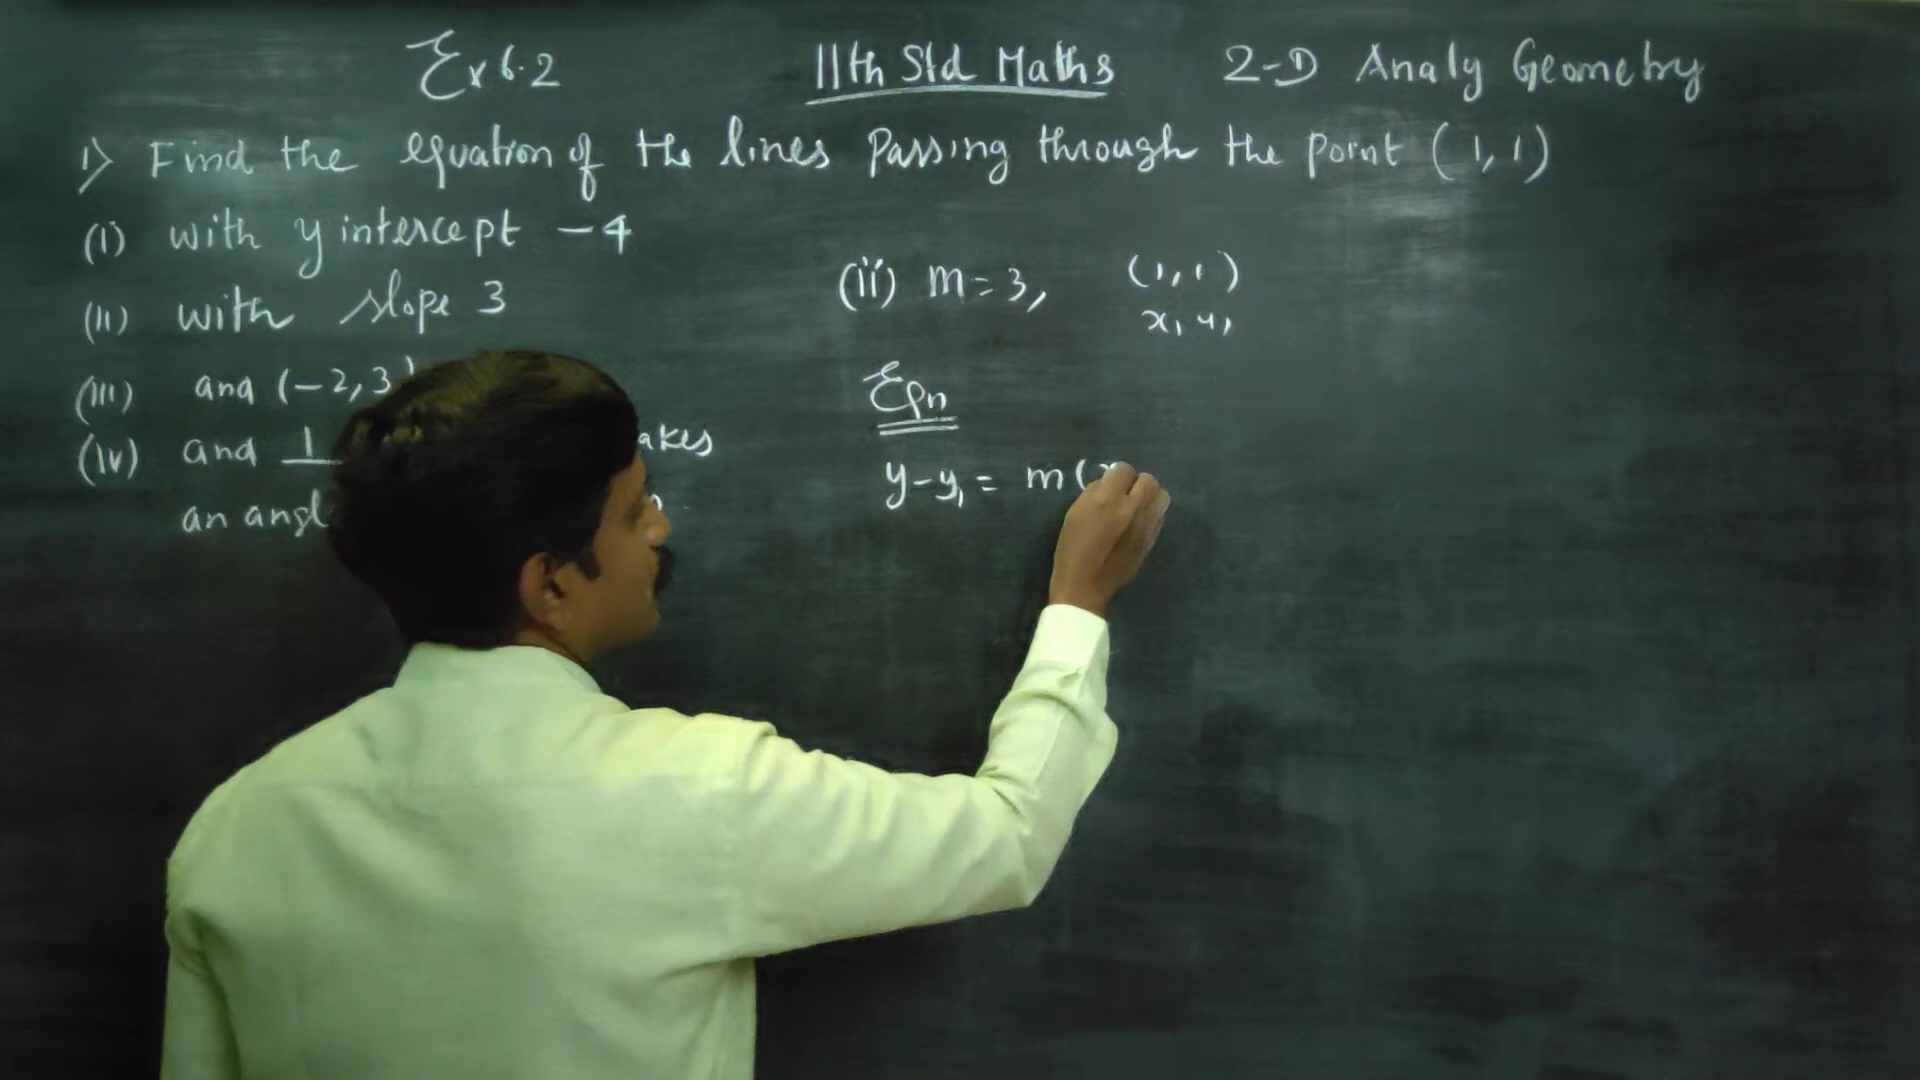 Ex 6.2 11th Std Maths 2-D Analy Geometry
1) Find the equation of the lines passing through the point (1,1)
(i) with y intercept -4
(ii) with slope 3
(iii) and (-2,3)
(iv) and
an
(ii) m=3, (1,1)
x₁ y₁
Eqn
y-y₁ = m(